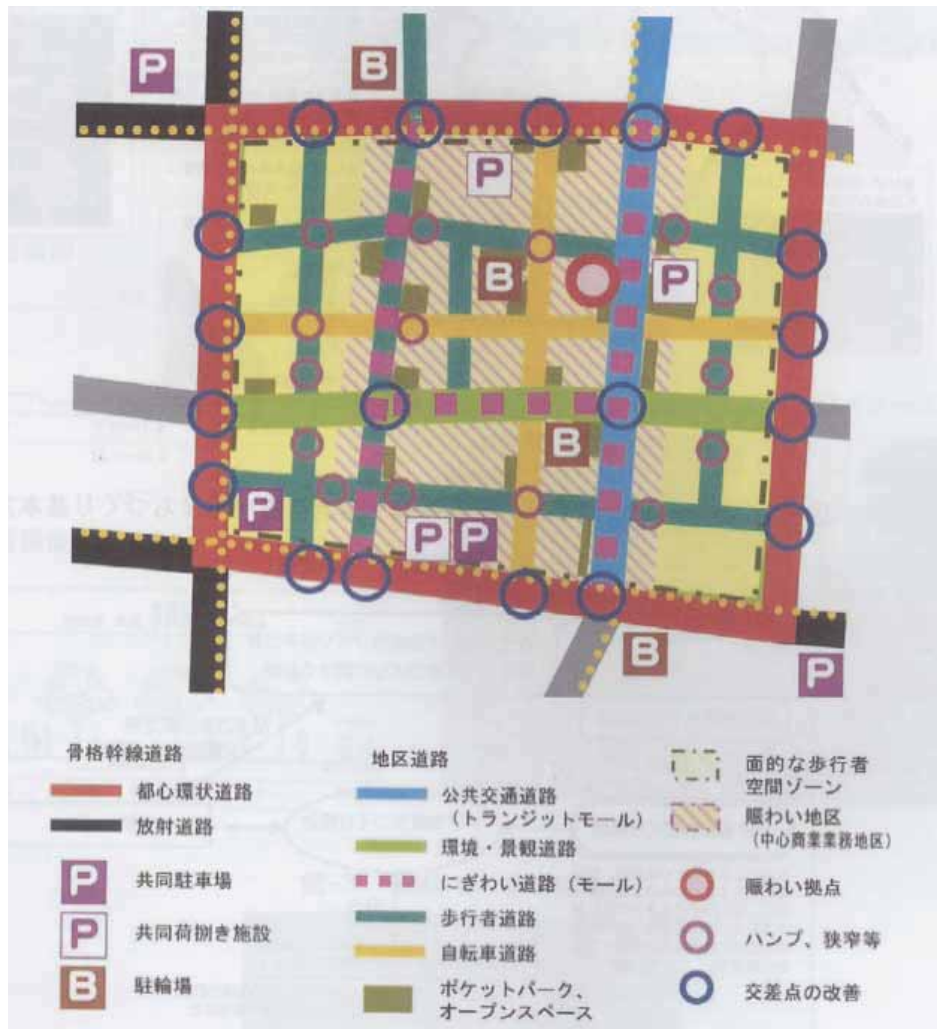 P
B
P
B
P
B
P
P
P
B
P
ちづくり基本
骨格幹線道路
都心環状道路
放射道路
P 共同駐車場
P 共同荷捌き施設
B 駐輪場
地区道路
公共交通道路
(トランジットモール)
環境・景観道路
にぎわい道路(モール)
歩行者道路
自転車道路
ポケットパーク、
オープンスペース
面的な歩行者
空間ゾーン
賑わい地区
(中心商業業務地区)
賑わい拠点
ハンプ、狭窄等
交差点の改善